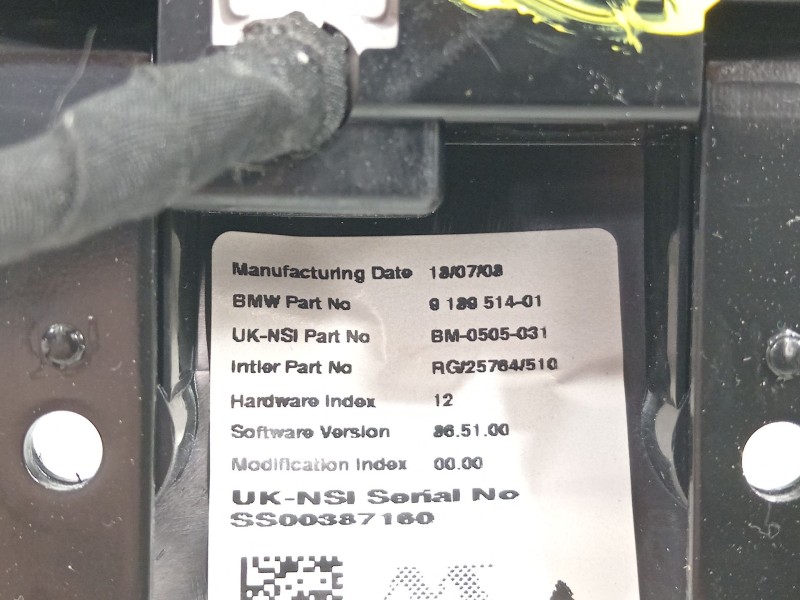 Manufacturing Date 18/07/08
BMW Part No 9 189 514-01
UK-NSI Part No BM-0505-031
Intier Part No RG/25764/510
Hardware Index 12
Software Version 86.51.00
Modification Index 00.00
UK-NSI Serial No
SS00387160